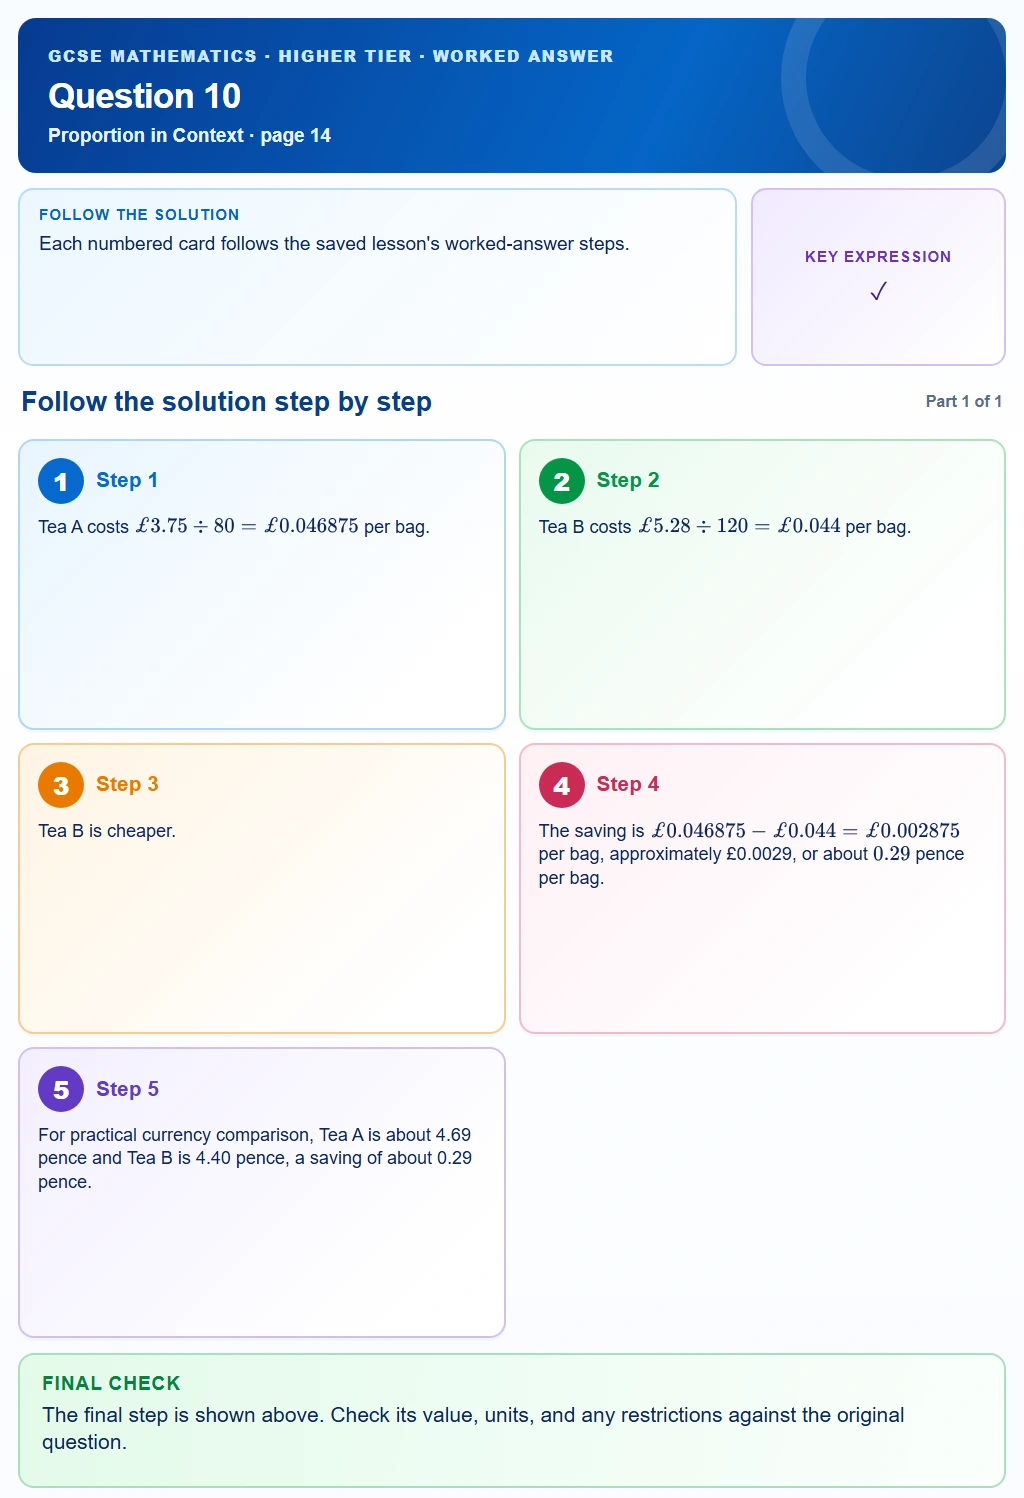 GCSE MATHEMATICS · HIGHER TIER · WORKED ANSWER
Question 10
Proportion in Context · page 14
FOLLOW THE SOLUTION
Each numbered card follows the saved lesson's worked-answer steps.
KEY EXPRESSION
✓
Follow the solution step by step
Part 1 of 1
1 Step 1
Tea A costs £3.75 ÷ 80 = £0.046875 per bag.
2 Step 2
Tea B costs £5.28 ÷ 120 = £0.044 per bag.
3 Step 3
Tea B is cheaper.
4 Step 4
The saving is £0.046875 − £0.044 = £0.002875
per bag, approximately £0.0029, or about 0.29 pence
per bag.
5 Step 5
For practical currency comparison, Tea A is about 4.69
pence and Tea B is 4.40 pence, a saving of about 0.29
pence.
FINAL CHECK
The final step is shown above. Check its value, units, and any restrictions against the original
question.